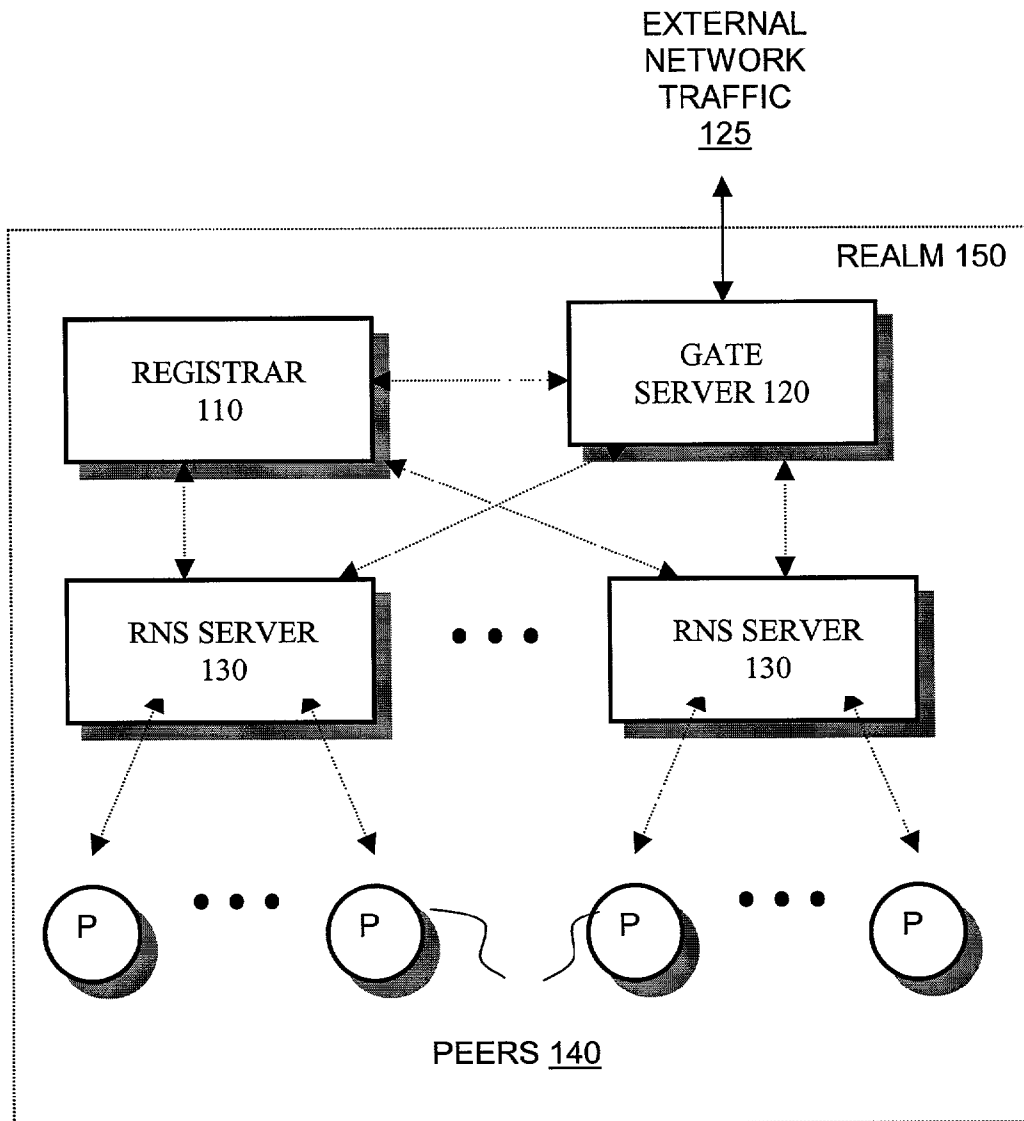 EXTERNAL
NETWORK
TRAFFIC
125
REALM 150
REGISTRAR
110
GATE
SERVER 120
RNS SERVER
130
RNS SERVER
130
P
P
P
P
PEERS 140